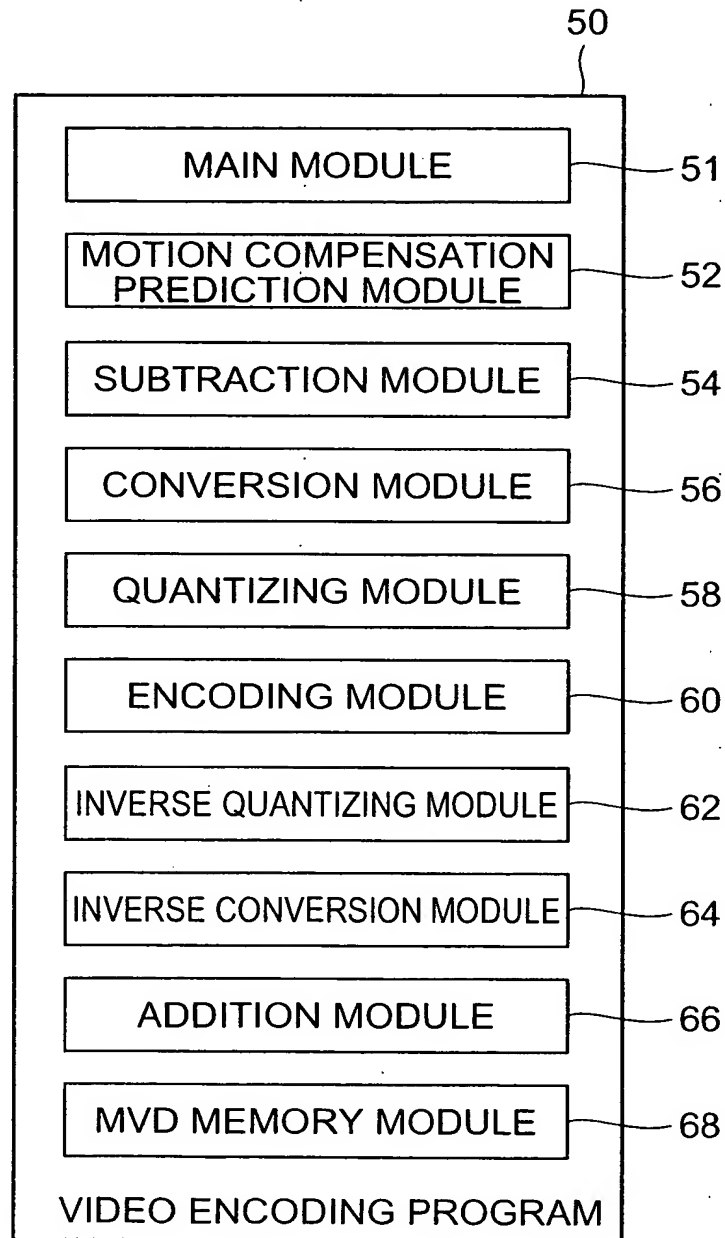 50
MAIN MODULE
51
MOTION COMPENSATION
PREDICTION MODULE
52
SUBTRACTION MODULE
54
CONVERSION MODULE
56
QUANTIZING MODULE
58
ENCODING MODULE
60
INVERSE QUANTIZING MODULE
62
INVERSE CONVERSION MODULE
64
ADDITION MODULE
66
MVD MEMORY MODULE
68
VIDEO ENCODING PROGRAM